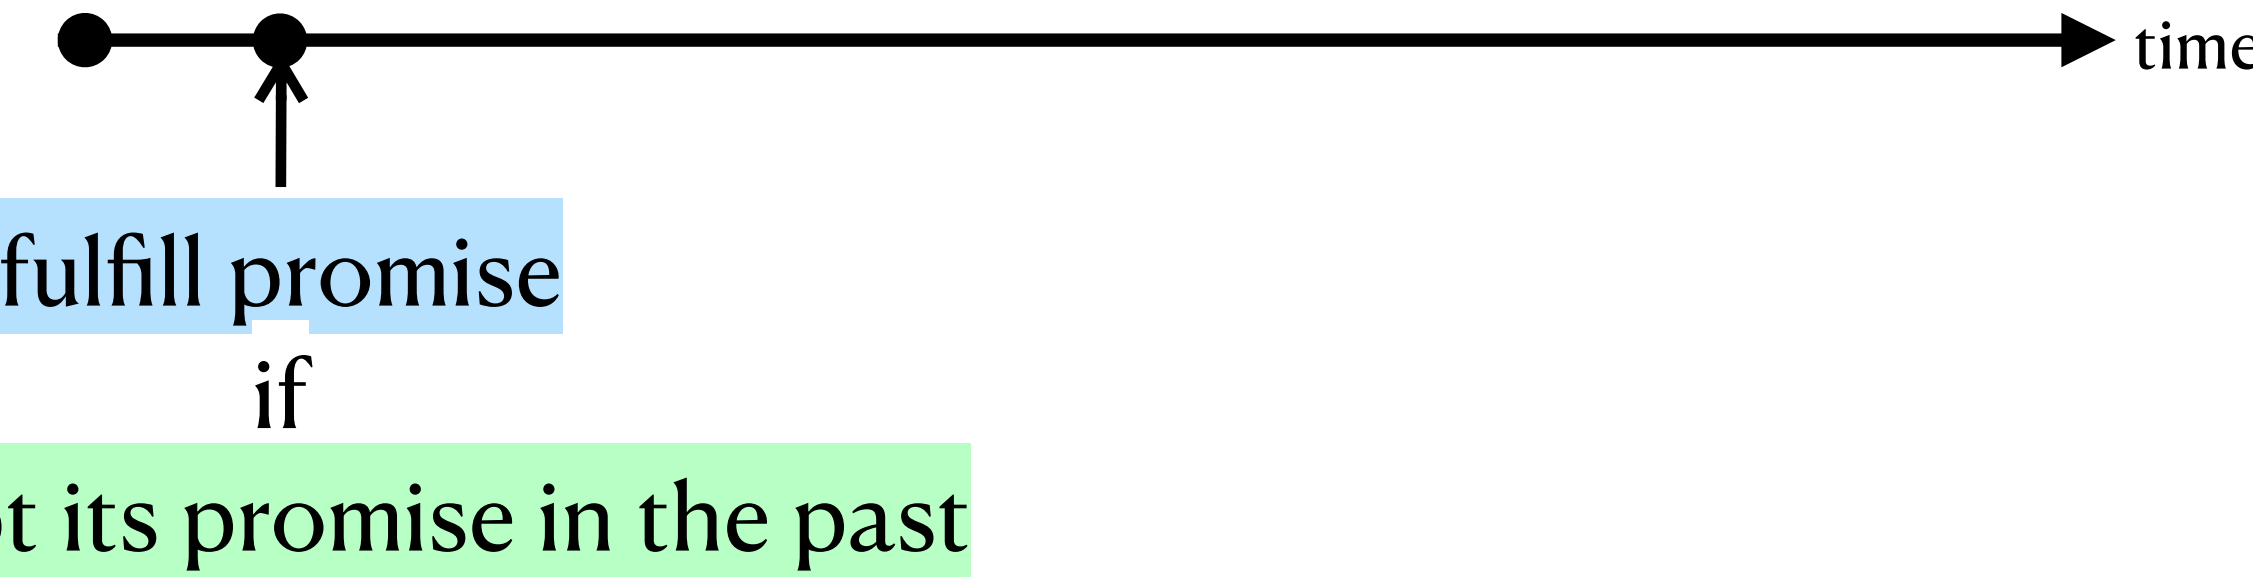 time
fulfill promise
if
its promise in the past